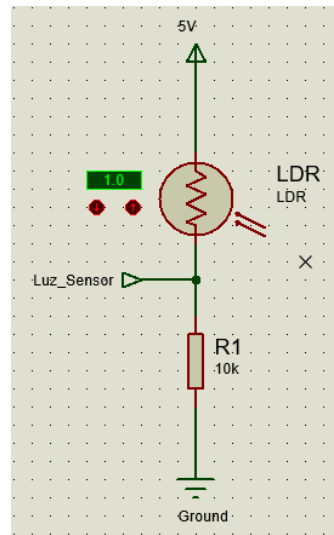 5V
1.0
LDR
LDR
Luz_Sensor
R1
10k
Ground